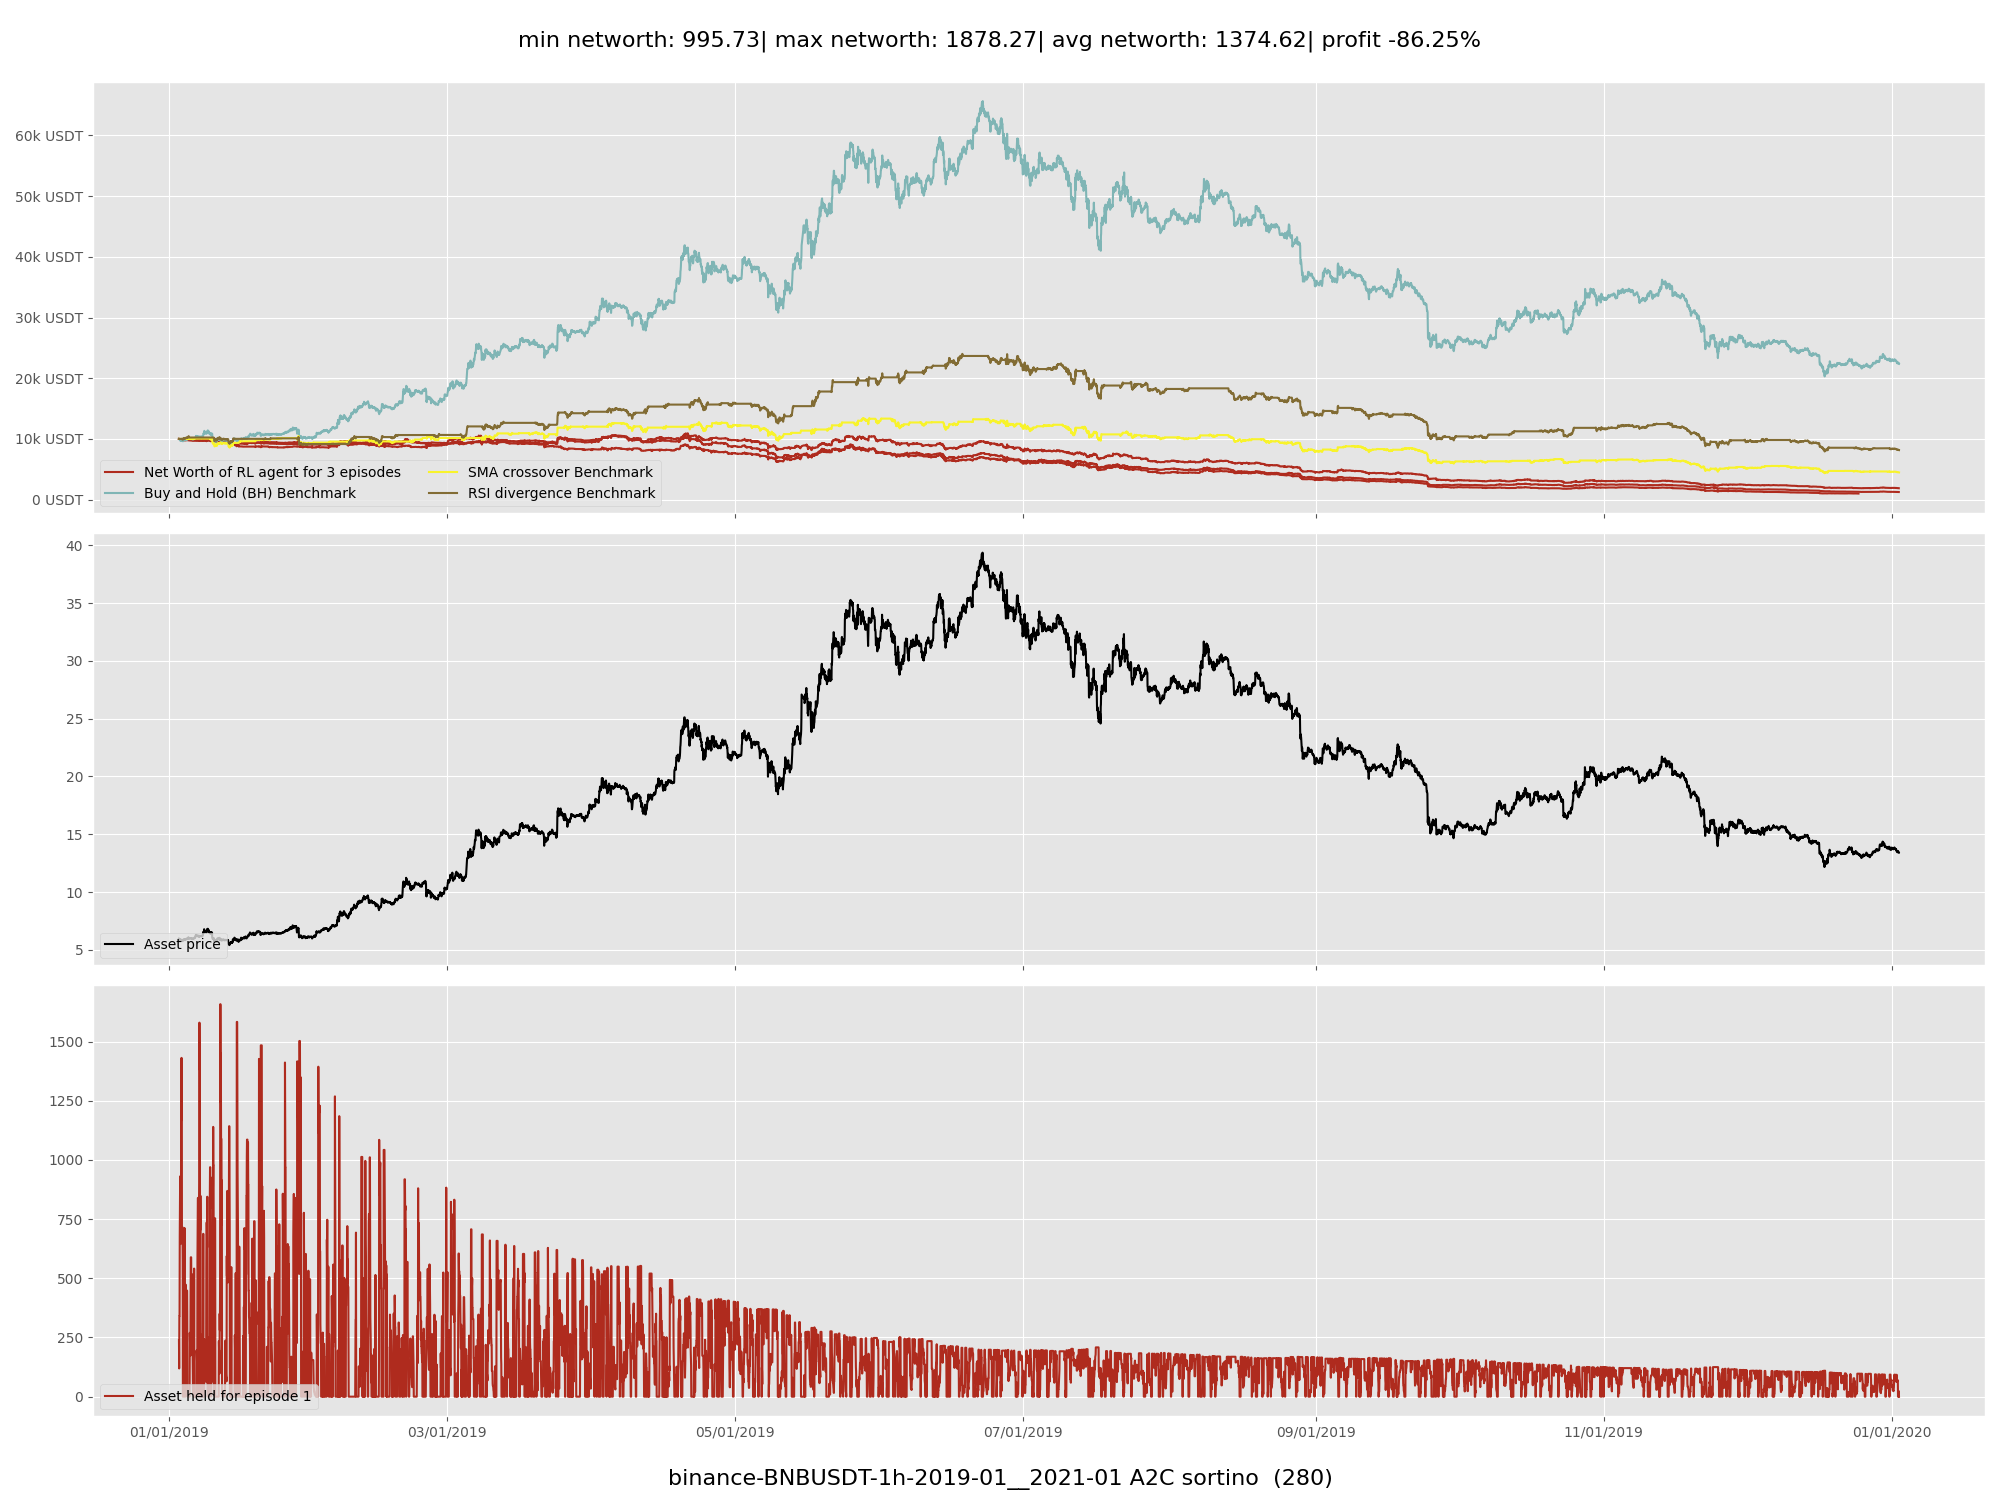 min networth: 995.73| max networth: 1878.27| avg networth: 1374.62| profit -86.25%
60k USDT
50k USDT
40k USDT
30k USDT
20k USDT
10k USDT
0 USDT
Net Worth of RL agent for 3 episodes
Buy and Hold (BH) Benchmark
SMA crossover Benchmark
RSI divergence Benchmark
40
35
30
25
20
15
10
5
Asset price
1500
1250
1000
750
500
250
0
Asset held for episode 1
01/01/2019
03/01/2019
05/01/2019
07/01/2019
09/01/2019
11/01/2019
01/01/2020
binance-BNBUSDT-1h-2019-01__2021-01 A2C sortino  (280)